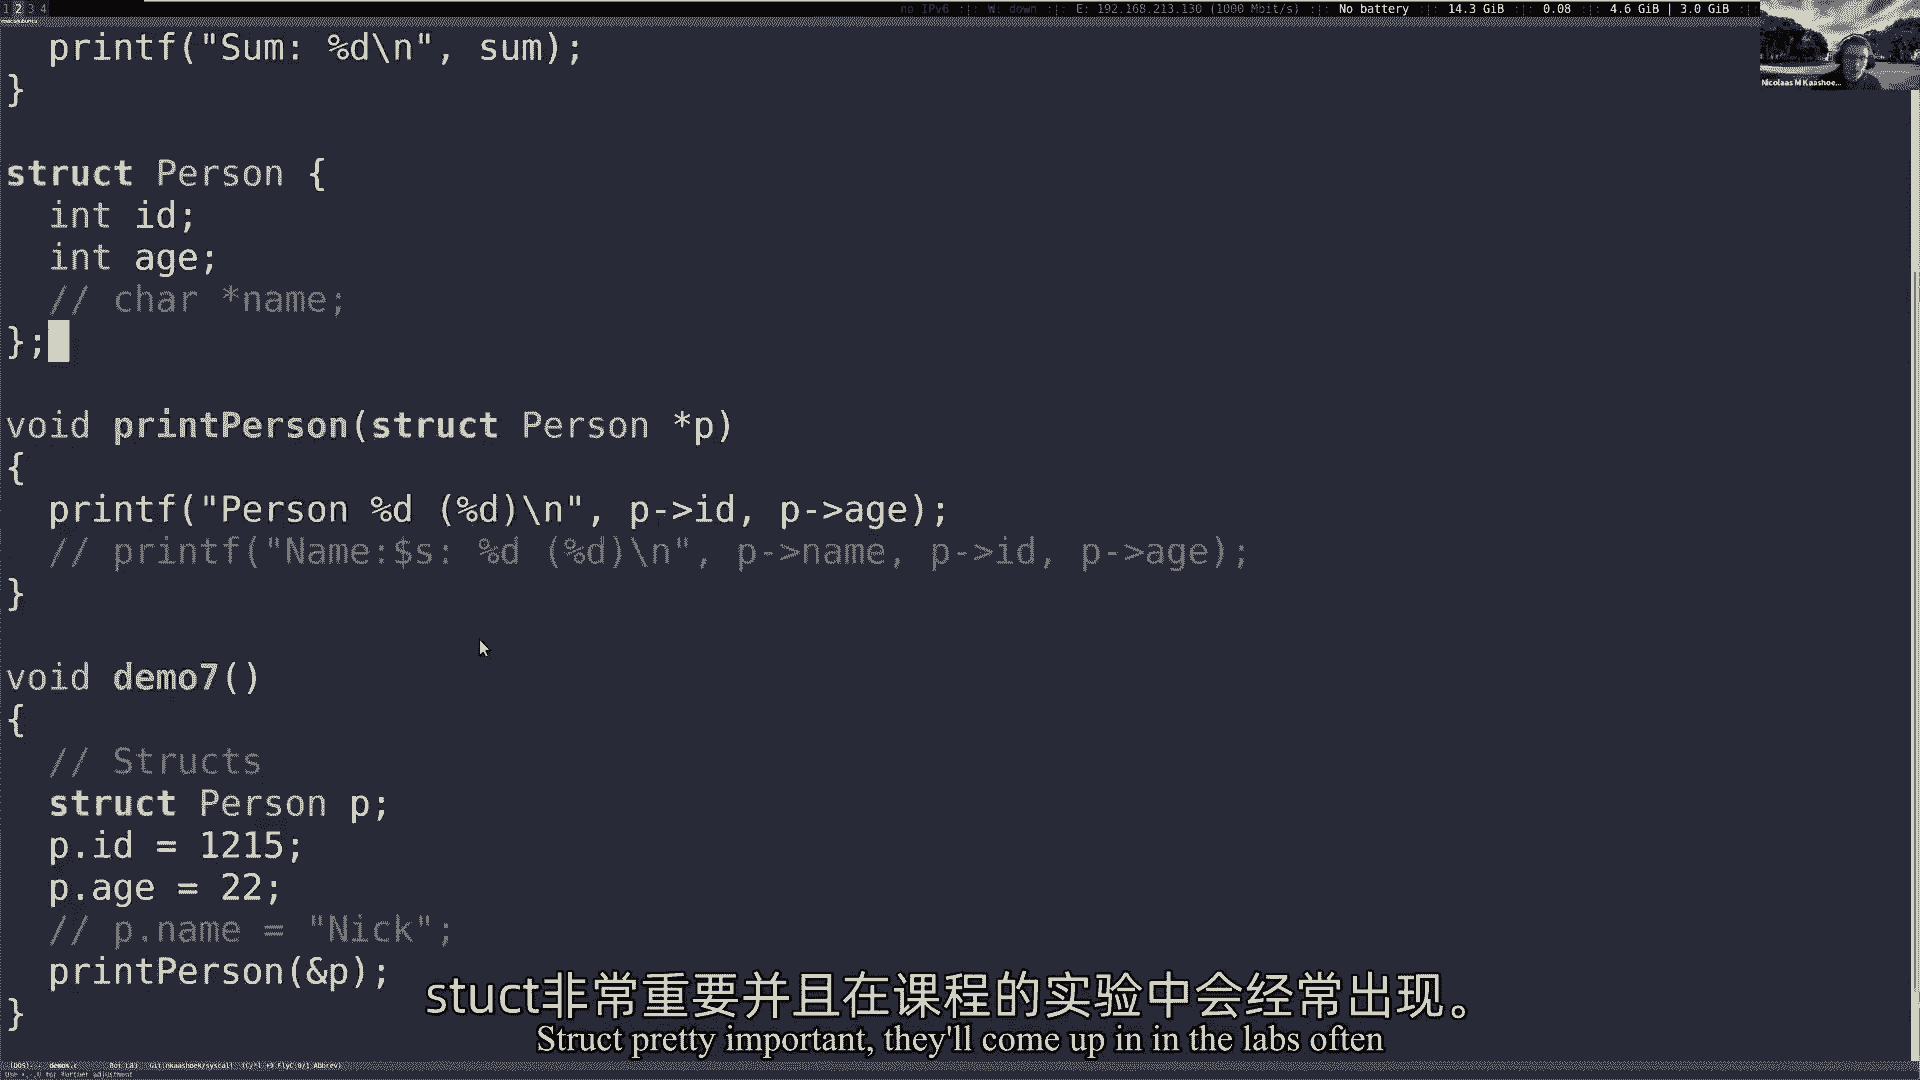 1 2 3 4
no IPv6 :|: W: down :|: E: 192.168.213.130 (1000 Mbit/s) :|: No battery :|: 14.3 GiB :|: 0.08 :|: 4.6 GiB | 3.0 GiB :|:
Nicolaas M Kaashoe...
  printf("Sum: %d\n", sum);
}
struct Person {
  int id;
  int age;
  // char *name;
};
void printPerson(struct Person *p)
{
  printf("Person %d (%d)\n", p->id, p->age);
  // printf("Name:$s: %d (%d)\n", p->name, p->id, p->age);
}
void demo7()
{
  // Structs
  struct Person p;
  p.id = 1215;
  p.age = 22;
  // p.name = "Nick";
  printPerson(&p);
}
stuct非常重要并且在课程的实验中会经常出现。
Struct pretty important, they'll come up in in the labs often